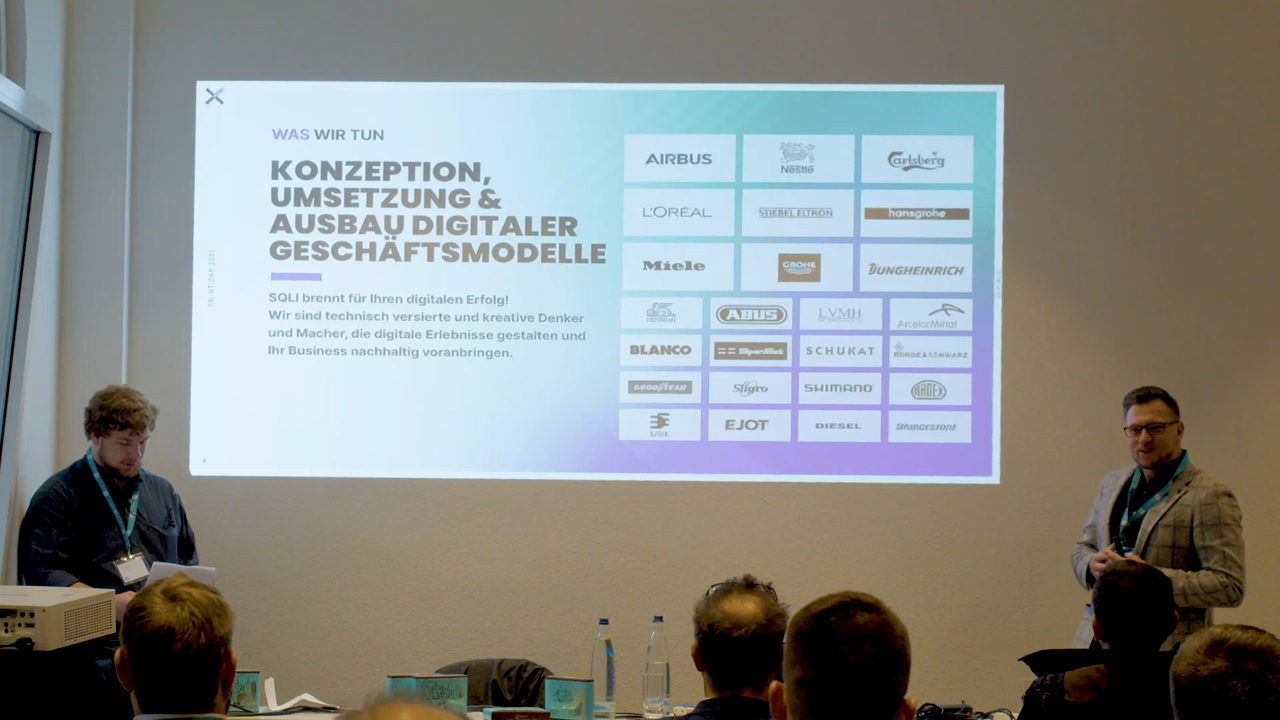 WAS WIR TUN
KONZEPTION,
UMSETZUNG &
AUSBAU DIGITALER
GESCHÄFTSMODELLE
SQLI brennt für Ihren digitalen Erfolg!
Wir sind technisch versierte und kreative Denker
und Macher, die digitale Erlebnisse gestalten und
Ihr Business nachhaltig voranbringen.
AIRBUS
Nestlé
Carlsberg
L'ORÉAL
STIEBEL ELTRON
hansgrohe
Miele
GROHE
JUNGHEINRICH
ABUS
LVMH
ArcelorMittal
BLANCO
SCHUKAT
ROHDE & SCHWARZ
GOODYEAR
Sligro
SHIMANO
ARDEX
EJOT
DIESEL
BRIDGESTONE
4